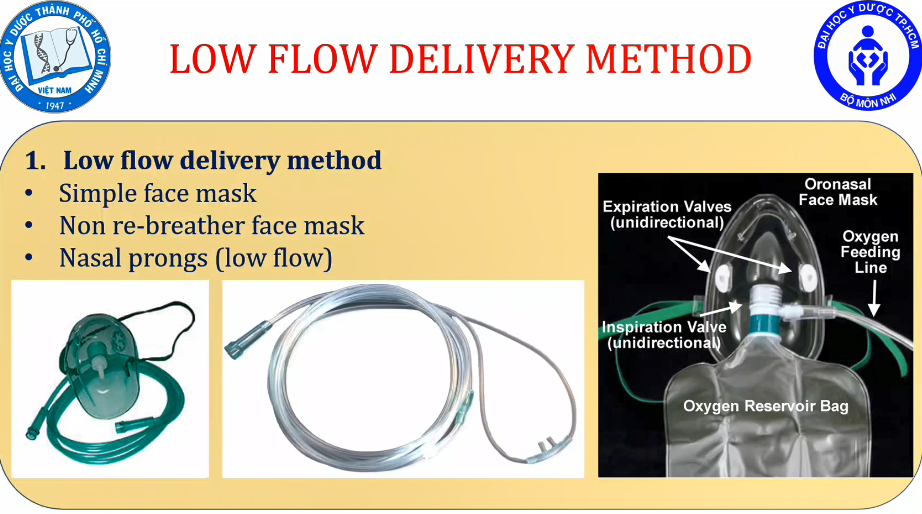 ĐẠI HỌC Y DƯỢC THÀNH PHỐ HỒ CHÍ MINH
VIỆT NAM
1947
LOW FLOW DELIVERY METHOD
ĐẠI HỌC Y DƯỢC TP.HCM
BỘ MÔN NHI
1. Low flow delivery method
• Simple face mask
• Non re-breather face mask
• Nasal prongs (low flow)
Oronasal
Face Mask
Expiration Valves
(unidirectional)
Oxygen
Feeding
Line
Inspiration Valve
(unidirectional)
Oxygen Reservoir Bag